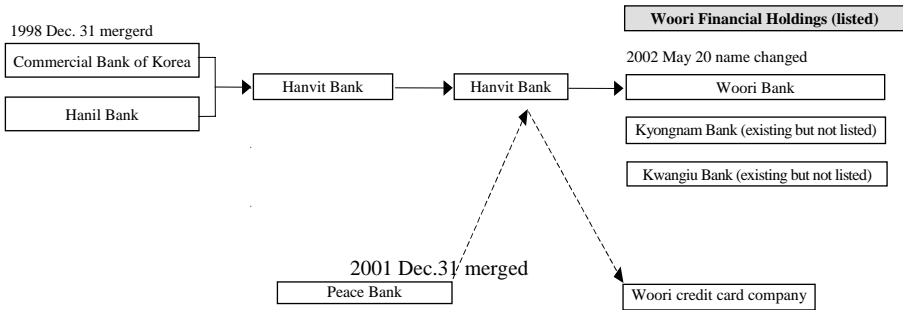 Woori Financial Holdings (listed)
1998 Dec. 31 mergerd
2002 May 20 name changed
Commercial Bank of Korea
Hanvit Bank
Hanvit Bank
Woori Bank
Hanil Bank
Kyongnam Bank (existing but not listed)
Kwangiu Bank (existing but not listed)
2001 Dec.31 merged
Peace Bank
Woori credit card company